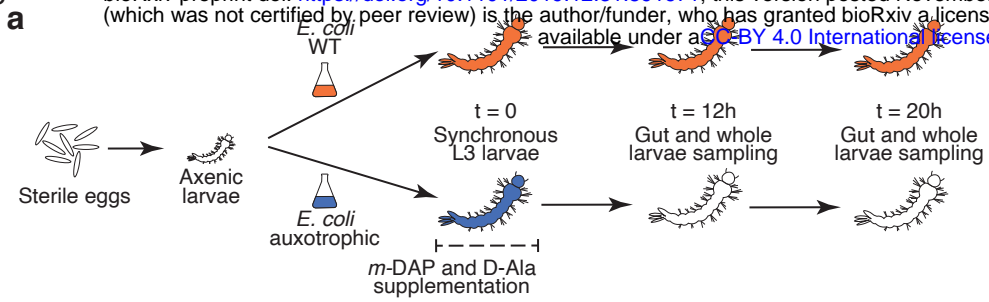 (which was not certified by peer review) is the author/funder, who has granted bioRxiv a licens
available under aCC-BY 4.0 International license
a
E. coli
WT
t = 0
Synchronous
L3 larvae
t = 12h
Gut and whole
larvae sampling
t = 20h
Gut and whole
larvae sampling
Sterile eggs
Axenic
larvae
E. coli
auxotrophic
m-DAP and D-Ala
supplementation